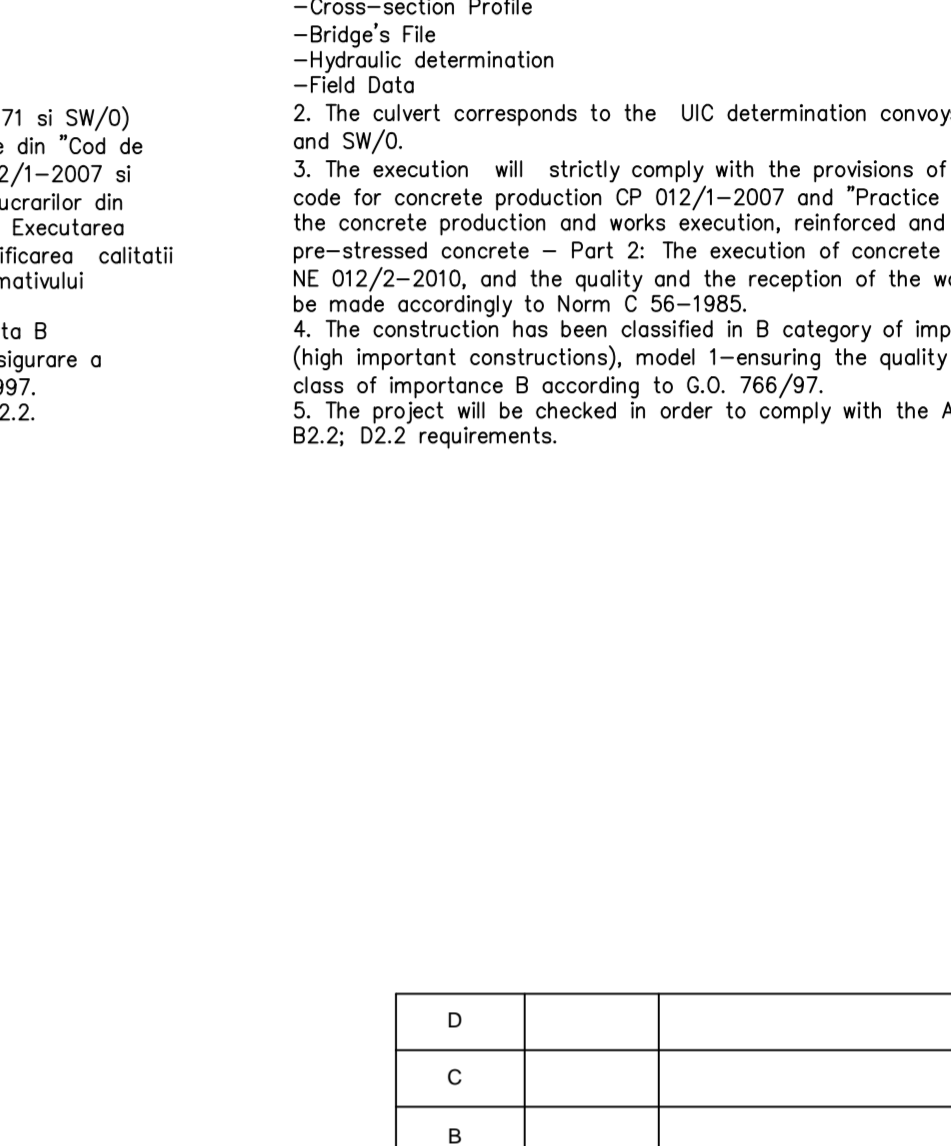 71 si SW/0)
din "Cod de
2/1-2007 si
ucrarilor din
Executarea
ificarea calitatii
mativului
ta B
sigurare a
997.
2.2.
-Cross-section Profile
-Bridge's File
-Hydraulic determination
-Field Data
2. The culvert corresponds to the UIC determination convoy
and SW/0.
3. The execution will strictly comply with the provisions of
code for concrete production CP 012/1-2007 and "Practice
the concrete production and works execution, reinforced and
pre-stressed concrete - Part 2: The execution of concrete
NE 012/2-2010, and the quality and the reception of the
be made accordingly to Norm C 56-1985.
4. The construction has been classified in B category of imp
(high important constructions), model 1-ensuring the quality
class of importance B according to G.O. 766/97.
5. The project will be checked in order to comply with the A
B2.2; D2.2 requirements.
D
C
B